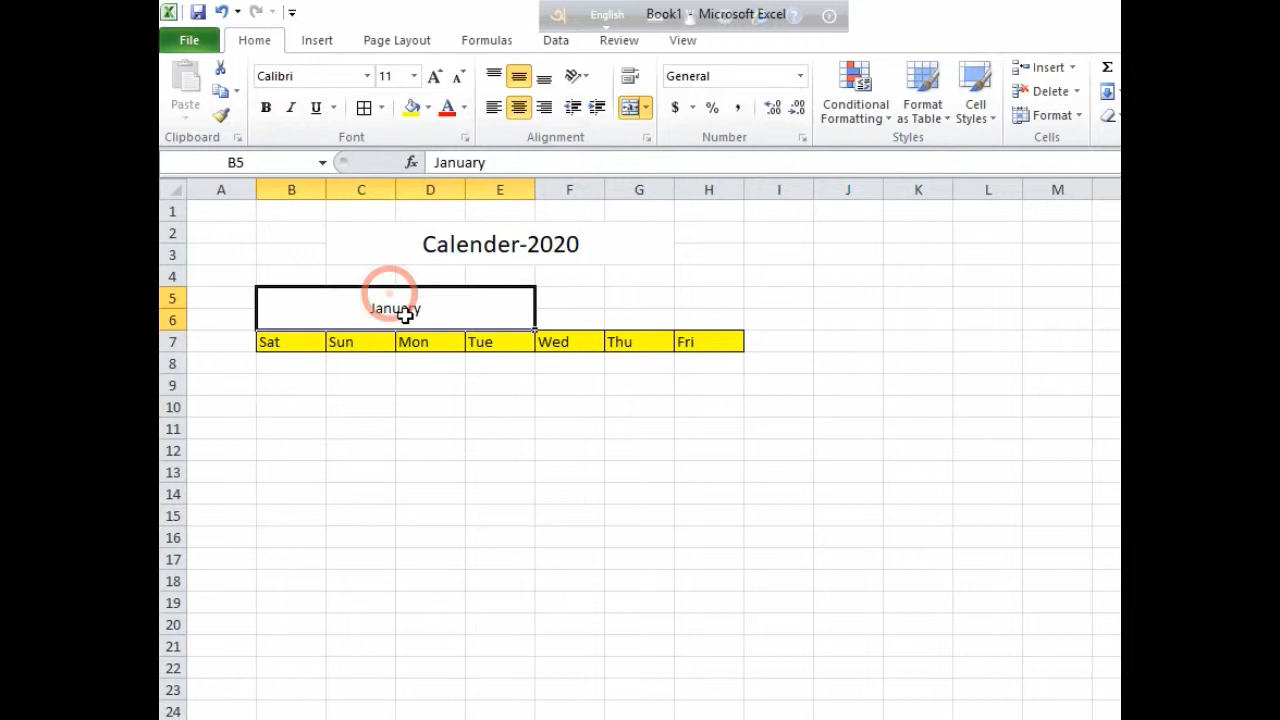 English
Book1 - Microsoft Excel
File Home Insert Page Layout Formulas Data Review View
Paste
Calibri 11
B I U
General
$ % ,
Conditional Formatting
Format as Table
Cell Styles
Insert
Delete
Format
Σ
Clipboard Font Alignment Number Styles Cells
B5 fx January
A B C D E F G H I J K L M
1
2
Calender-2020
3
4
5
January
6
7 Sat Sun Mon Tue Wed Thu Fri
8
9
10
11
12
13
14
15
16
17
18
19
20
21
22
23
24